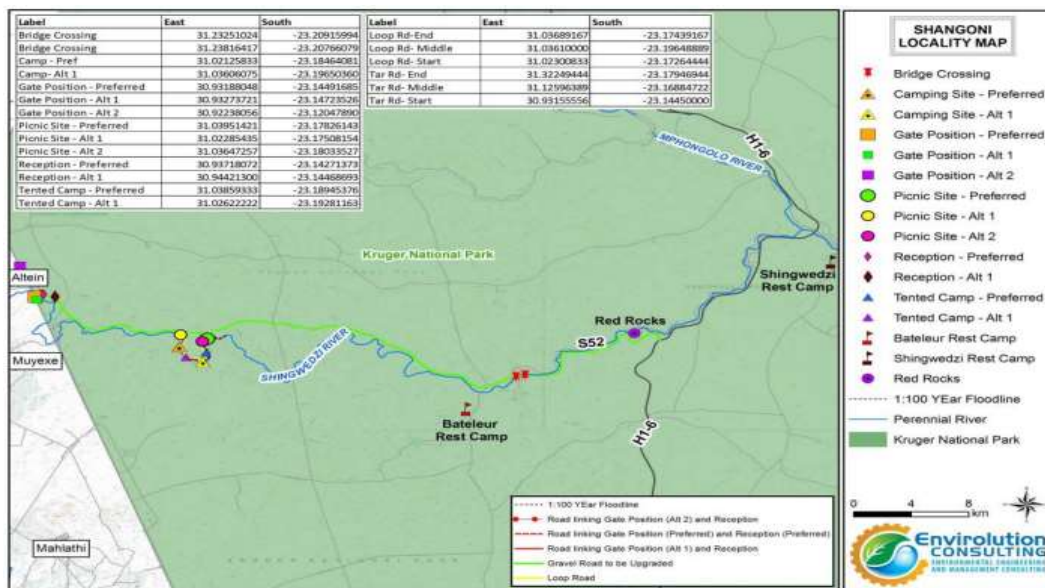 Label East South
Bridge Crossing 31.23251024 -23.20915994
Bridge Crossing 31.23816417 -23.20766079
Camp - Pref 31.02125833 -23.18464081
Camp- Alt 1 31.03606075 -23.19650360
Gate Position - Preferred 30.93188048 -23.14491685
Gate Position - Alt 1 30.93273721 -23.14723526
Gate Position - Alt 2 30.92238056 -23.12047890
Picnic Site - Preferred 31.03951421 -23.17826143
Picnic Site - Alt 1 31.02285435 -23.17508154
Picnic Site - Alt 2 31.03647257 -23.18033527
Reception - Preferred 30.93718072 -23.14271373
Reception - Alt 1 30.94421300 -23.14468693
Tented Camp - Preferred 31.03859333 -23.18945376
Tented Camp - Alt 1 31.02622222 -23.19281163
Label East South
Loop Rd-End 31.03689167 -23.17439167
Loop Rd- Middle 31.03610000 -23.19648889
Loop Rd- Start 31.02300833 -23.17264444
Tar Rd- End 31.32249444 -23.17946944
Tar Rd- Middle 31.12596389 -23.16884722
Tar Rd- Start 30.93155556 -23.14450000
MPHONGOLO RIVER
H1-6
Kruger National Park
Altein
Shingwedzi
Rest Camp
Red Rocks
S52
Muyexe
SHINGWEDZI RIVER
Bateleur
Rest Camp
H1-6
Mahlathi
1:100 YEar Floodline
Road linking Gate Position (Alt 2) and Reception
Road linking Gate Position (Preferred) and Reception (Preferred)
Road linking Gate Position (Alt 1) and Reception
Gravel Road to be Upgraded
Loop Road
SHANGONI
LOCALITY MAP
Bridge Crossing
Camping Site - Preferred
Camping Site - Alt 1
Gate Position - Preferred
Gate Position - Alt 1
Gate Position - Alt 2
Picnic Site - Preferred
Picnic Site - Alt 1
Picnic Site - Alt 2
Reception - Preferred
Reception - Alt 1
Tented Camp - Preferred
Tented Camp - Alt 1
Bateleur Rest Camp
Shingwedzi Rest Camp
Red Rocks
1:100 YEar Floodline
Perennial River
Kruger National Park
0 4 8
km
Envirolution
CONSULTING
ENVIRONMENTAL ENGINEERING
AND MANAGEMENT CONSULTING